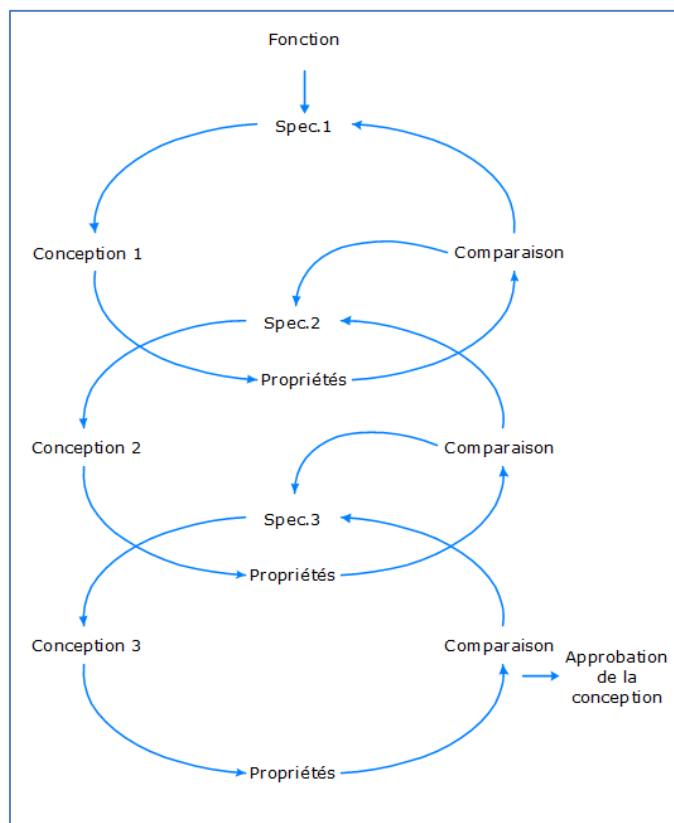 Fonction
Spec.1
Conception 1
Comparaison
Spec.2
Propriétés
Conception 2
Comparaison
Spec.3
Propriétés
Conception 3
Comparaison
Approbation
de la
conception
Propriétés